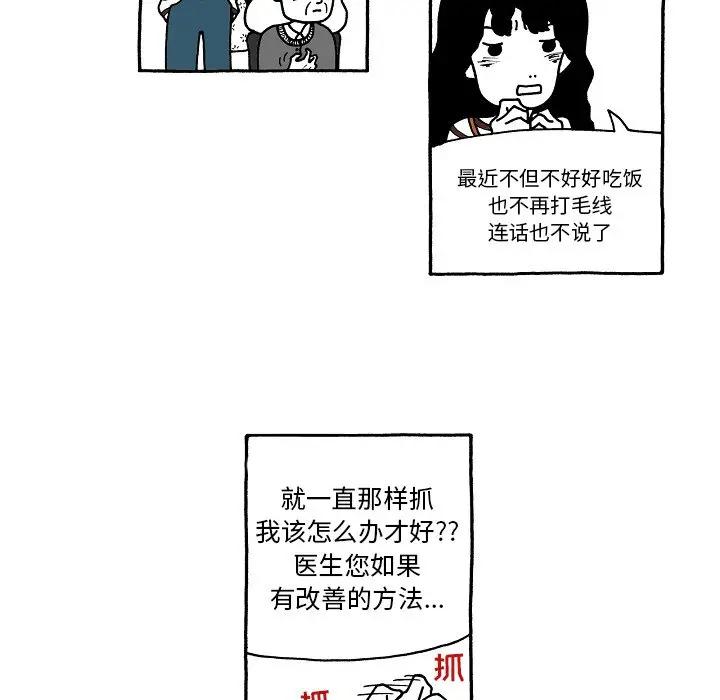 最近不但不好好吃饭
也不再打毛线
连话也不说了
就一直那样抓
我该怎么办才好??
医生您如果
有改善的方法...
抓
抓